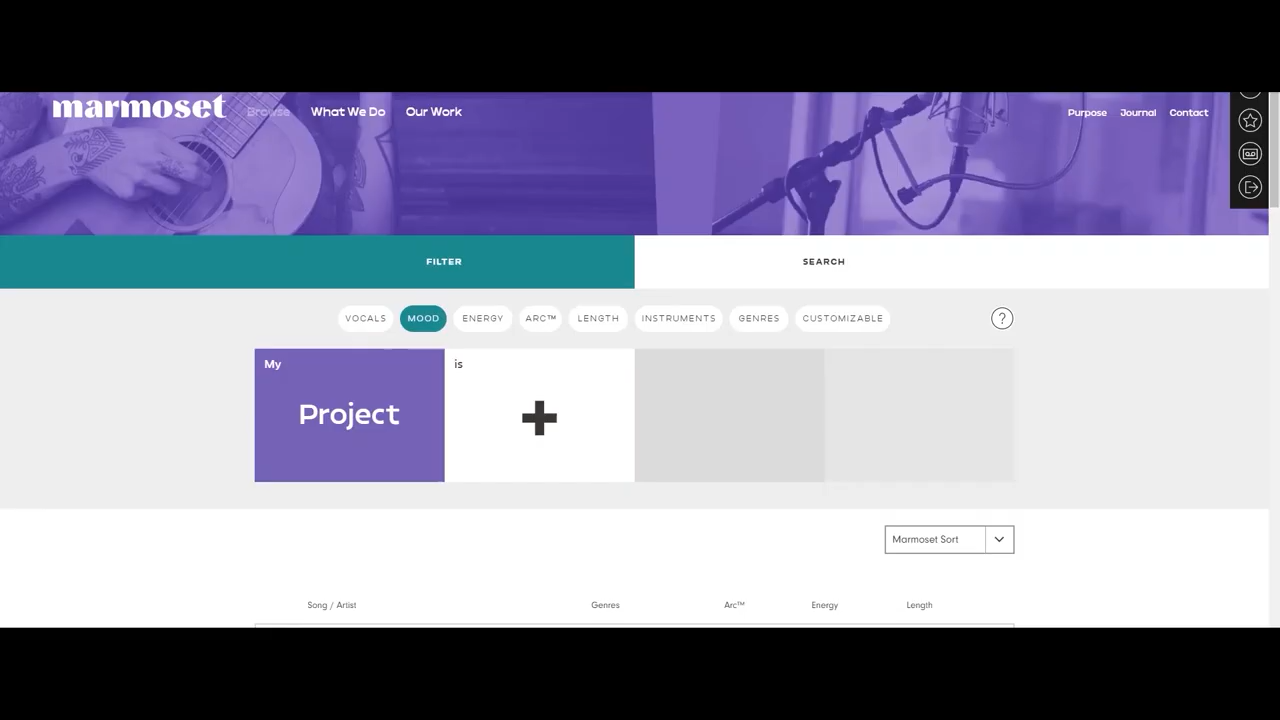 marmoset
Browse What We Do Our Work
Purpose Journal Contact
FILTER
SEARCH
VOCALS MOOD ENERGY ARC™ LENGTH INSTRUMENTS GENRES CUSTOMIZABLE ?
My
Project
is
Marmoset Sort
Song / Artist Genres Arc™ Energy Length